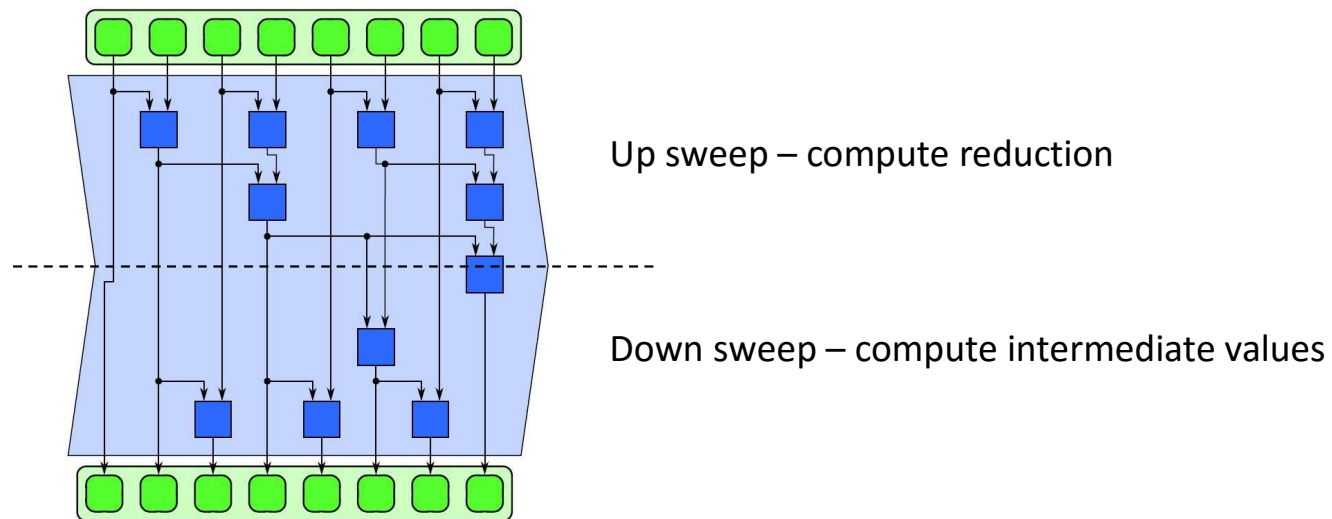 Up sweep – compute reduction
Down sweep – compute intermediate values